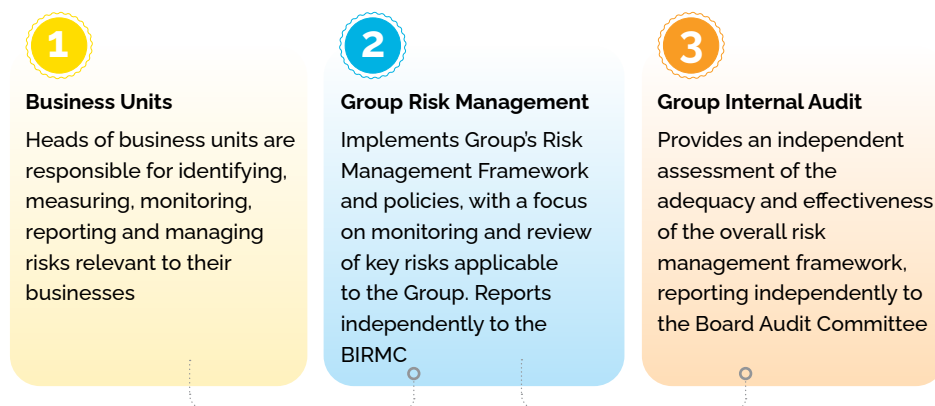 1
Business Units
Heads of business units are
responsible for identifying,
measuring, monitoring,
reporting and managing
risks relevant to their
businesses
2
Group Risk Management
Implements Group’s Risk
Management Framework
and policies, with a focus
on monitoring and review
of key risks applicable
to the Group. Reports
independently to the
BIRMC
3
Group Internal Audit
Provides an independent
assessment of the
adequacy and effectiveness
of the overall risk
management framework,
reporting independently to
the Board Audit Committee